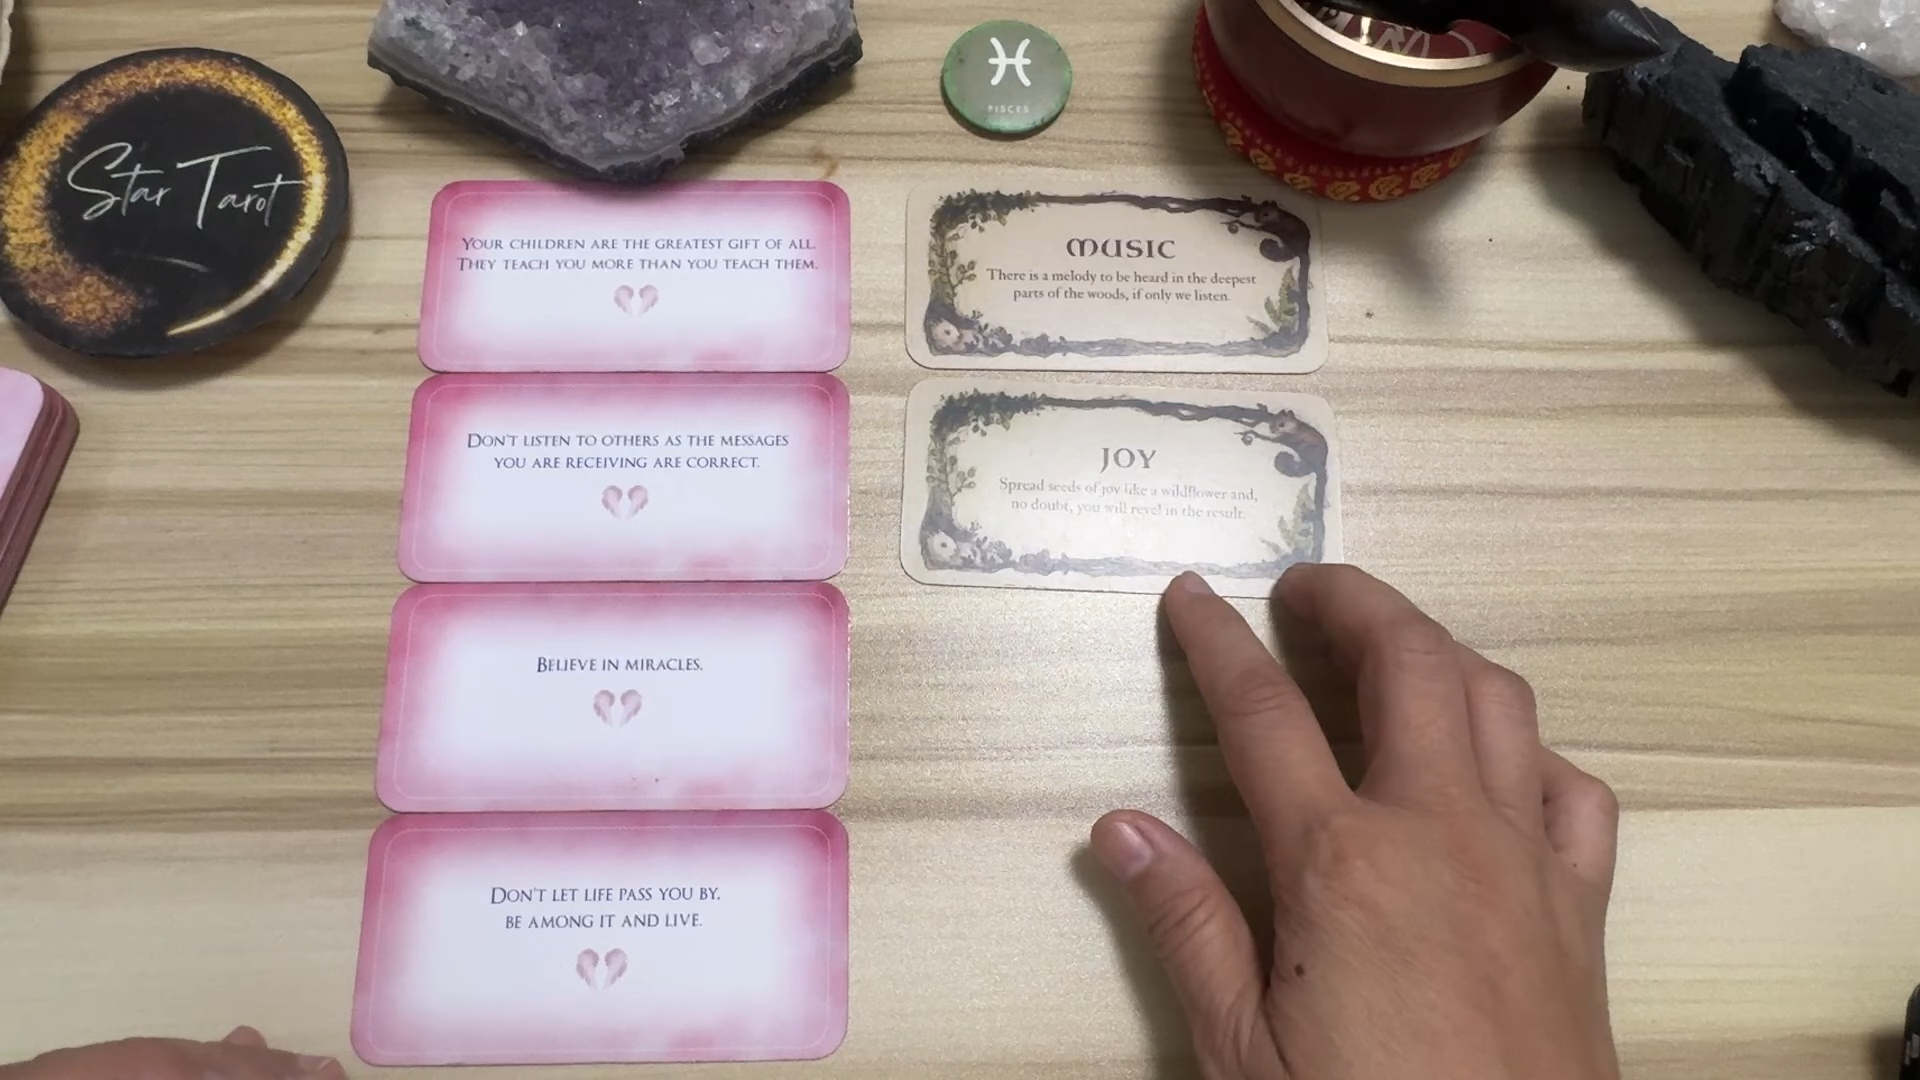 Star Tarot
PISCES
YOUR CHILDREN ARE THE GREATEST GIFT OF ALL.
THEY TEACH YOU MORE THAN YOU TEACH THEM.
DON'T LISTEN TO OTHERS AS THE MESSAGES
YOU ARE RECEIVING ARE CORRECT.
BELIEVE IN MIRACLES.
DON'T LET LIFE PASS YOU BY,
BE AMONG IT AND LIVE.
MUSIC
There is a melody to be heard in the deepest
parts of the woods, if only we listen.
JOY
Spread seeds of joy like a wildflower and,
no doubt, you will revel in the result.